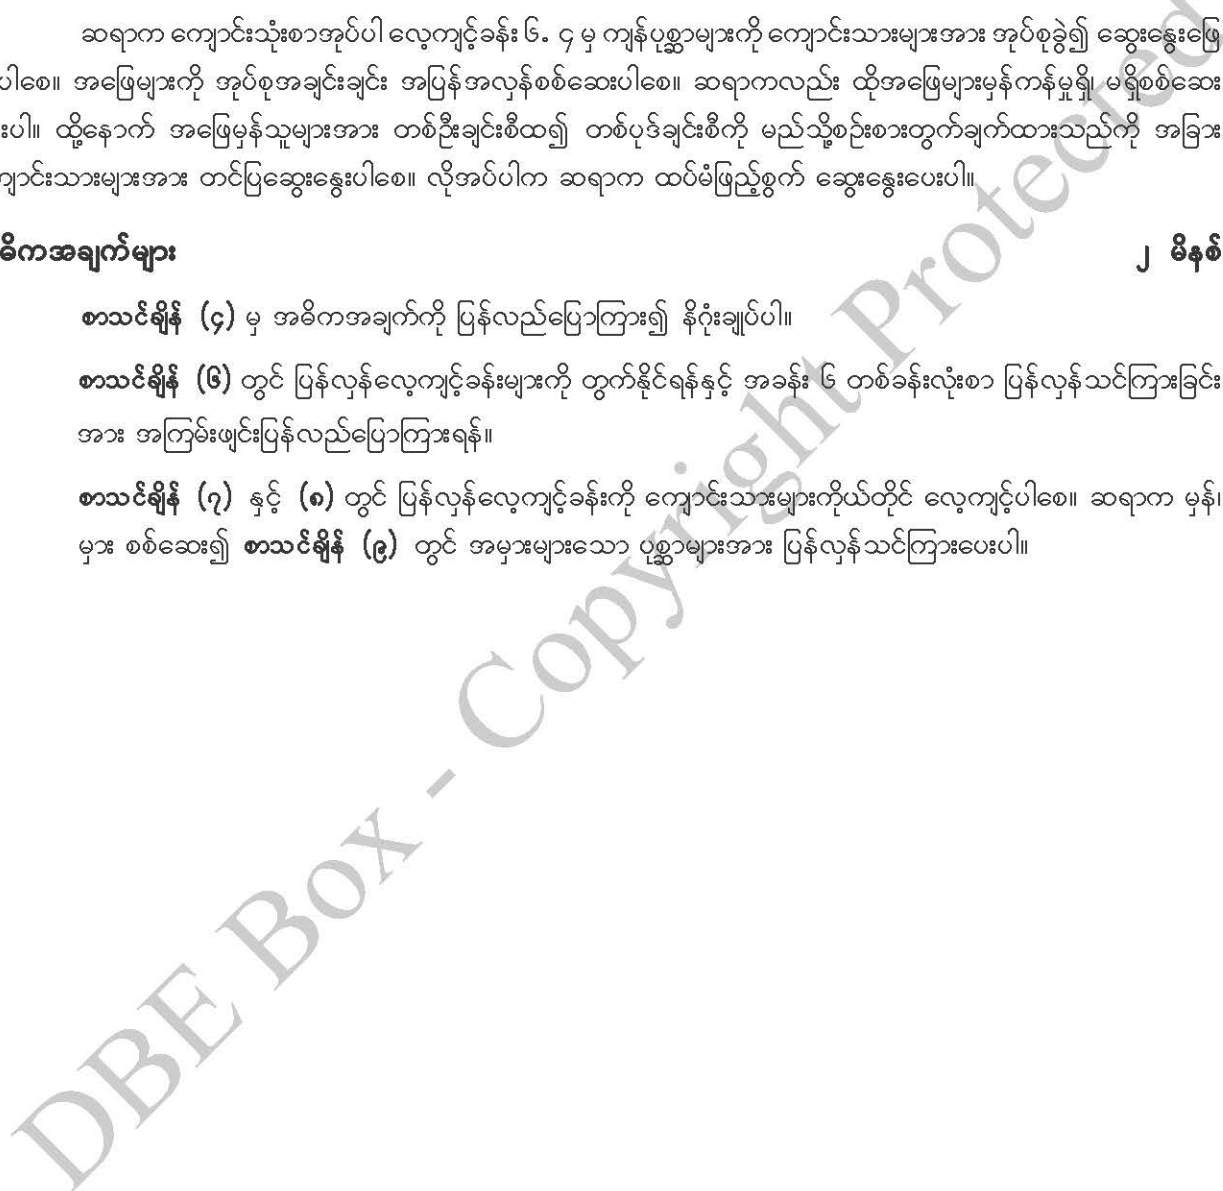 ဆရာက ကျောင်းသုံးစာအုပ်ပါ လေ့ကျင့်ခန်း ၆. ၄ မှ ကျန်ပုစ္ဆာများကို ကျောင်းသားများအား အုပ်စုခွဲ၍ ဆွေးနွေးဖြေ
ပါစေ။ အဖြေများကို အုပ်စုအချင်းချင်း အပြန်အလှန်စစ်ဆေးပါစေ။ ဆရာကလည်း ထိုအဖြေများမှန်ကန်မှုရှိ၊ မရှိစစ်ဆေး
ပါ။ ထို့နောက် အဖြေမှန်သူများအား တစ်ဦးချင်းစီထ၍ တစ်ပုဒ်ချင်းစီကို မည်သို့စဉ်းစားတွက်ချက်ထားသည်ကို အခြား
ကျောင်းသားများအား တင်ပြဆွေးနွေးပါစေ။ လိုအပ်ပါက ဆရာက ထပ်မံဖြည့်စွက် ဆွေးနွေးပေးပါ။
ဓိကအချက်များ ၂ မိနစ်
စာသင်ချိန် (၄) မှ အဓိကအချက်ကို ပြန်လည်ပြောကြား၍ နိဂုံးချုပ်ပါ။
စာသင်ချိန် (၆) တွင် ပြန်လှန်လေ့ကျင့်ခန်းများကို တွက်နိုင်ရန်နှင့် အခန်း ၆ တစ်ခန်းလုံးစာ ပြန်လှန်သင်ကြားခြင်း
အား အကြမ်းဖျင်းပြန်လည်ပြောကြားရန်။
စာသင်ချိန် (၇) နှင့် (၈) တွင် ပြန်လှန်လေ့ကျင့်ခန်းကို ကျောင်းသားများကိုယ်တိုင် လေ့ကျင့်ပါစေ။ ဆရာက မှန်၊
မှား စစ်ဆေး၍ စာသင်ချိန် (၉) တွင် အမှားများသော ပုစ္ဆာများအား ပြန်လှန်သင်ကြားပေးပါ။
DBE Box - Copyright Protected